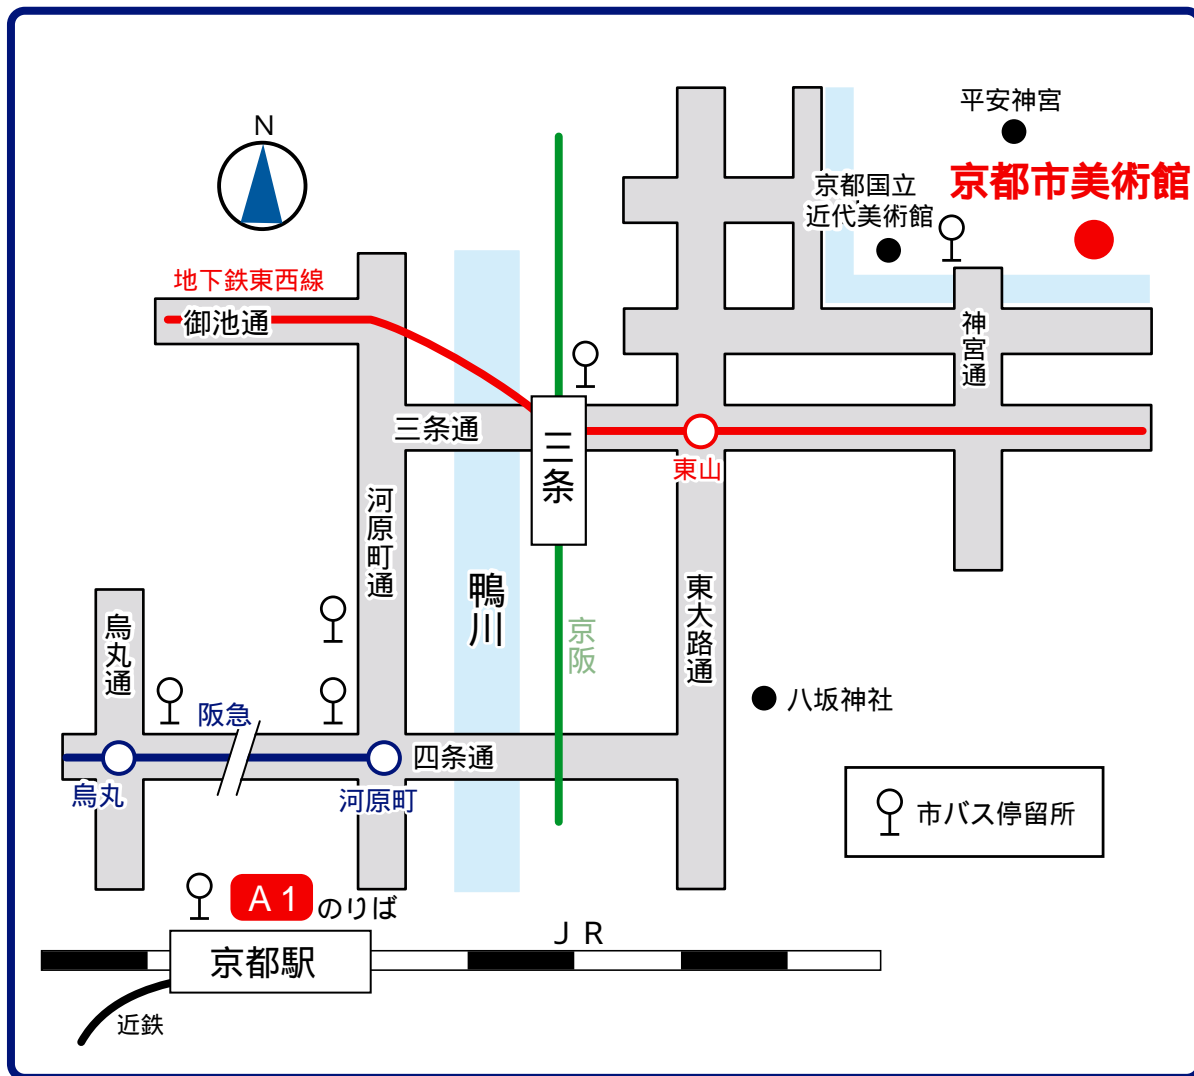 平安神宮
N
京都市美術館
京都国立
近代美術館
地下鉄東西線
御池通
神宮通
三条通
三条
東山
河原町通
鴨川
東大路通
烏丸通
京阪
八坂神社
阪急
四条通
烏丸
河原町
市バス停留所
A1
のりば
JR
京都駅
近鉄